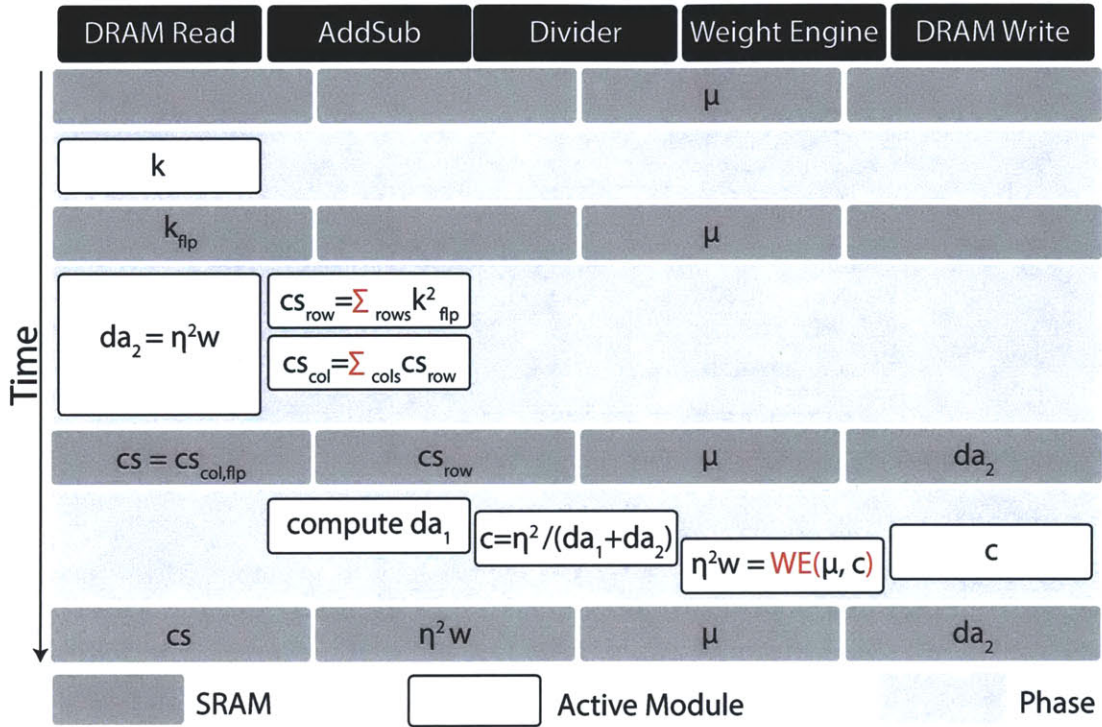 DRAM Read AddSub Divider Weight Engine DRAM Write
μ
k
k_flp μ
da₂ = η²w
cs_row=Σ_rows k²_flp
cs_col=Σ_cols cs_row
cs = cs_col,flp cs_row μ da₂
compute da₁ c=η²/(da₁+da₂) η²w = WE(μ, c) c
cs η²w μ da₂
Time
SRAM Active Module Phase